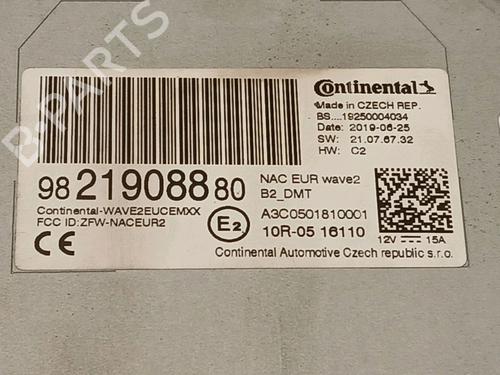 B-PARTS
Continental
Made in CZECH REP.
BS....19250004034
Date: 2019-06-25
SW: 21.07.67.32
HW: C2
98 219088 80
NAC EUR wave2
B2_DMT
Continental-WAVE2EUCEMXX
FCC ID:ZFW-NACEUR2
E2
A3C0501810001
10R-05 16110
12V 15A
CE
Continental Automotive Czech republic s.r.o.